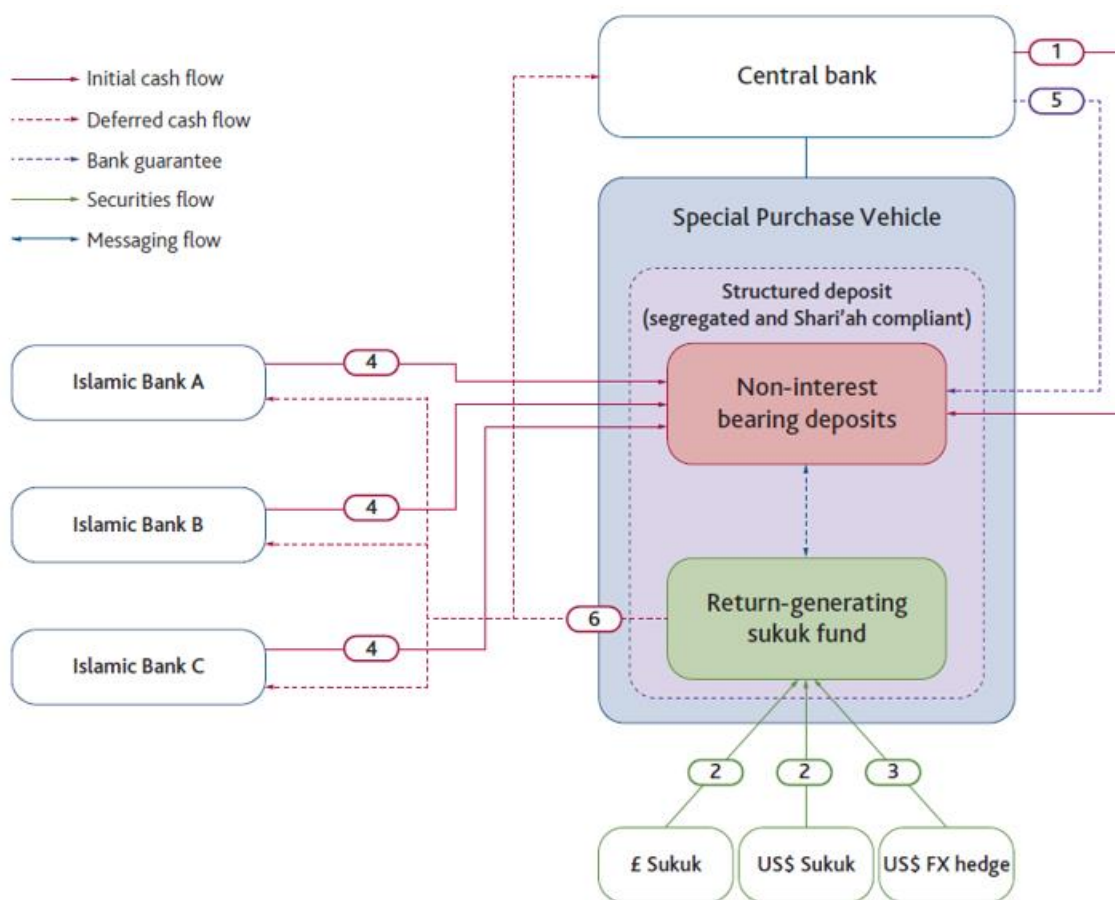 Initial cash flow
Deferred cash flow
Bank guarantee
Securities flow
Messaging flow
Central bank
1
5
Special Purchase Vehicle
Structured deposit
(segregated and Shari'ah compliant)
Islamic Bank A
4
Non-interest
bearing deposits
Islamic Bank B
4
Islamic Bank C
4
6
Return-generating
sukuk fund
2
2
3
£ Sukuk
US$ Sukuk
US$ FX hedge